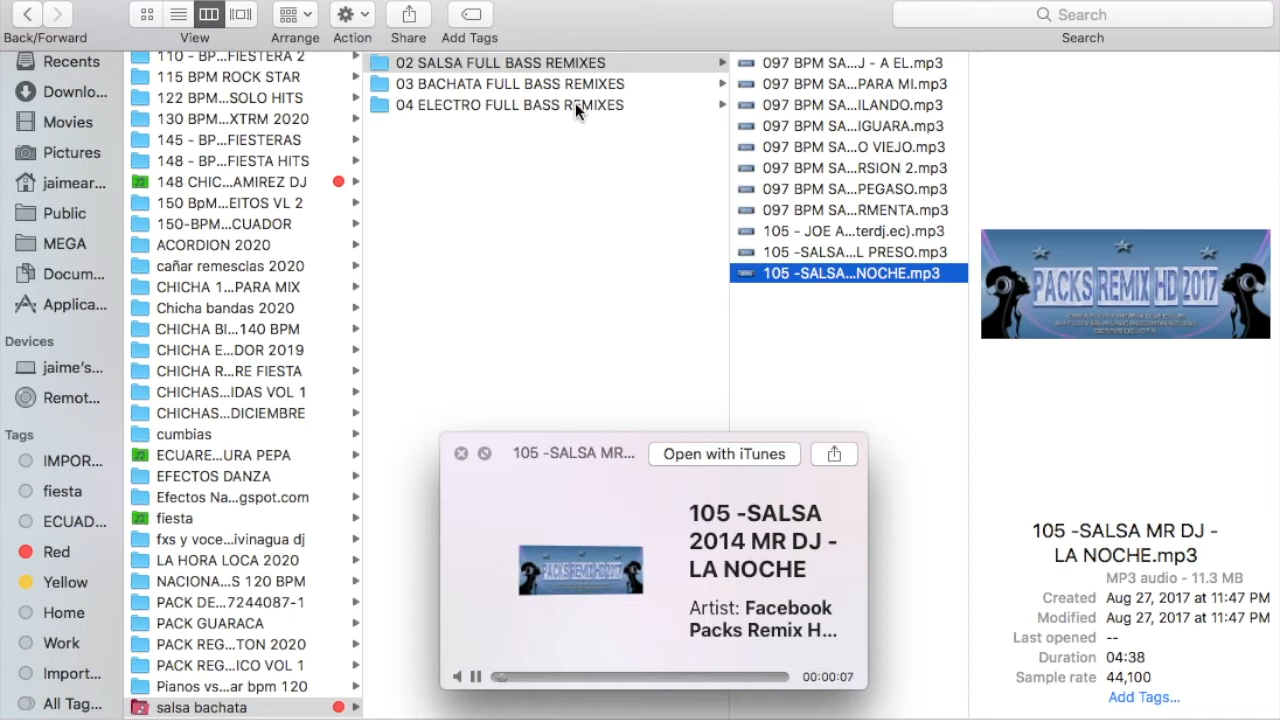 Search
Back/Forward
View
Arrange
Action
Share
Add Tags
Search
Recents
Downlo...
Movies
Pictures
jaimear...
Public
MEGA
Docum...
Applica...
Devices
jaime's...
Remot...
Tags
IMPOR...
fiesta
ECUAD...
Red
Yellow
Home
Work
Import...
All Tag...
110 - BP...FIESTERA 2
115 BPM ROCK STAR
122 BPM...SOLO HITS
130 BPM...XTRM 2020
145 - BP...FIESTERAS
148 - BP...FIESTA HITS
148 CHIC...AMIREZ DJ
150 BpM...EITOS VL 2
150-BPM...CUADOR
ACORDION 2020
cañar remesclas 2020
CHICHA 1...PARA MIX
Chicha bandas 2020
CHICHA BI...140 BPM
CHICHA E...DOR 2019
CHICHA R...RE FIESTA
CHICHAS...IDAS VOL 1
CHICHAS...DICIEMBRE
cumbias
ECUARE...URA PEPA
EFECTOS DANZA
Efectos Na...gspot.com
fiesta
fxs y voce...ivinagua dj
LA HORA LOCA 2020
NACIONA...S 120 BPM
PACK DE...7244087-1
PACK GUARACA
PACK REG...TON 2020
PACK REG...ICO VOL 1
Pianos vs...ar bpm 120
salsa bachata
02 SALSA FULL BASS REMIXES
03 BACHATA FULL BASS REMIXES
04 ELECTRO FULL BASS REMIXES
097 BPM SA...J - A EL.mp3
097 BPM SA...PARA MI.mp3
097 BPM SA...ILANDO.mp3
097 BPM SA...IGUARA.mp3
097 BPM SA...O VIEJO.mp3
097 BPM SA...RSION 2.mp3
097 BPM SA...PEGASO.mp3
097 BPM SA...RMENTA.mp3
105 - JOE A...terdj.ec).mp3
105 -SALSA...L PRESO.mp3
105 -SALSA...NOCHE.mp3
PACKS REMIX HD 2017
105 -SALSA MR DJ -
LA NOCHE.mp3
MP3 audio - 11.3 MB
Created Aug 27, 2017 at 11:47 PM
Modified Aug 27, 2017 at 11:47 PM
Last opened --
Duration 04:38
Sample rate 44,100
Add Tags...
105 -SALSA MR...
Open with iTunes
PACKS REMIX HD 2017
105 -SALSA
2014 MR DJ -
LA NOCHE
Artist: Facebook
Packs Remix H...
00:00:07